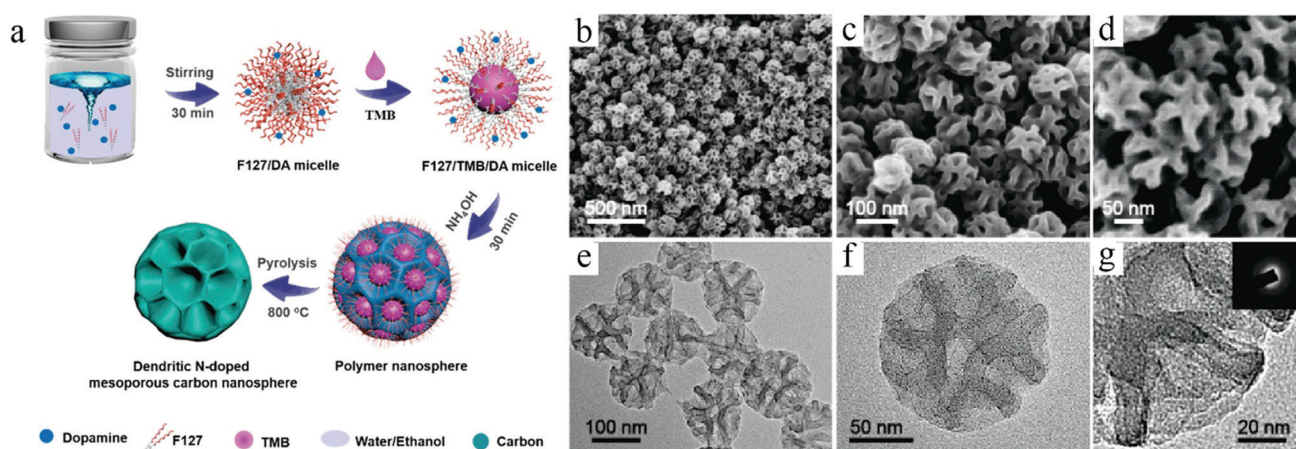 a
Stirring
30 min
TMB
F127/DA micelle
F127/TMB/DA micelle
NH₄OH
30 min
Pyrolysis
800 °C
Dendritic N-doped
mesoporous carbon nanosphere
Polymer nanosphere
Dopamine
F127
TMB
Water/Ethanol
Carbon
b
500 nm
c
100 nm
d
50 nm
e
100 nm
f
50 nm
g
20 nm